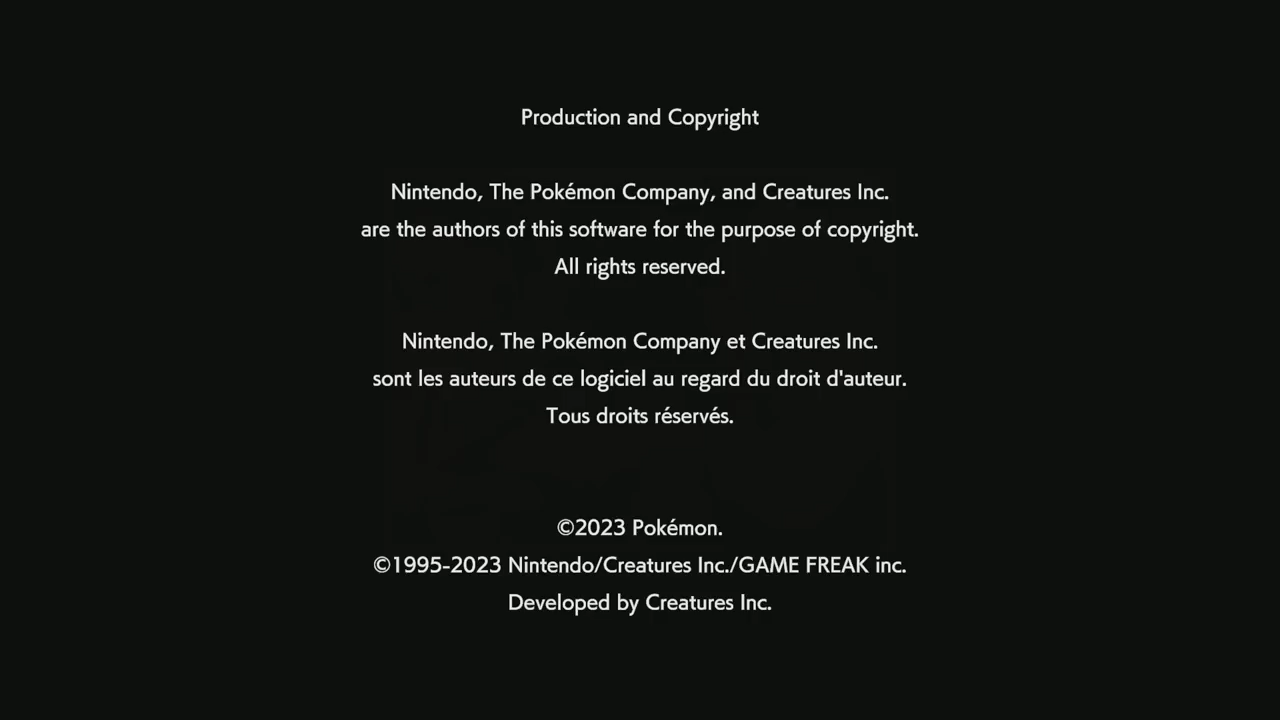 Production and Copyright
Nintendo, The Pokémon Company, and Creatures Inc.
are the authors of this software for the purpose of copyright.
All rights reserved.
Nintendo, The Pokémon Company et Creatures Inc.
sont les auteurs de ce logiciel au regard du droit d'auteur.
Tous droits réservés.
©2023 Pokémon.
©1995-2023 Nintendo/Creatures Inc./GAME FREAK inc.
Developed by Creatures Inc.